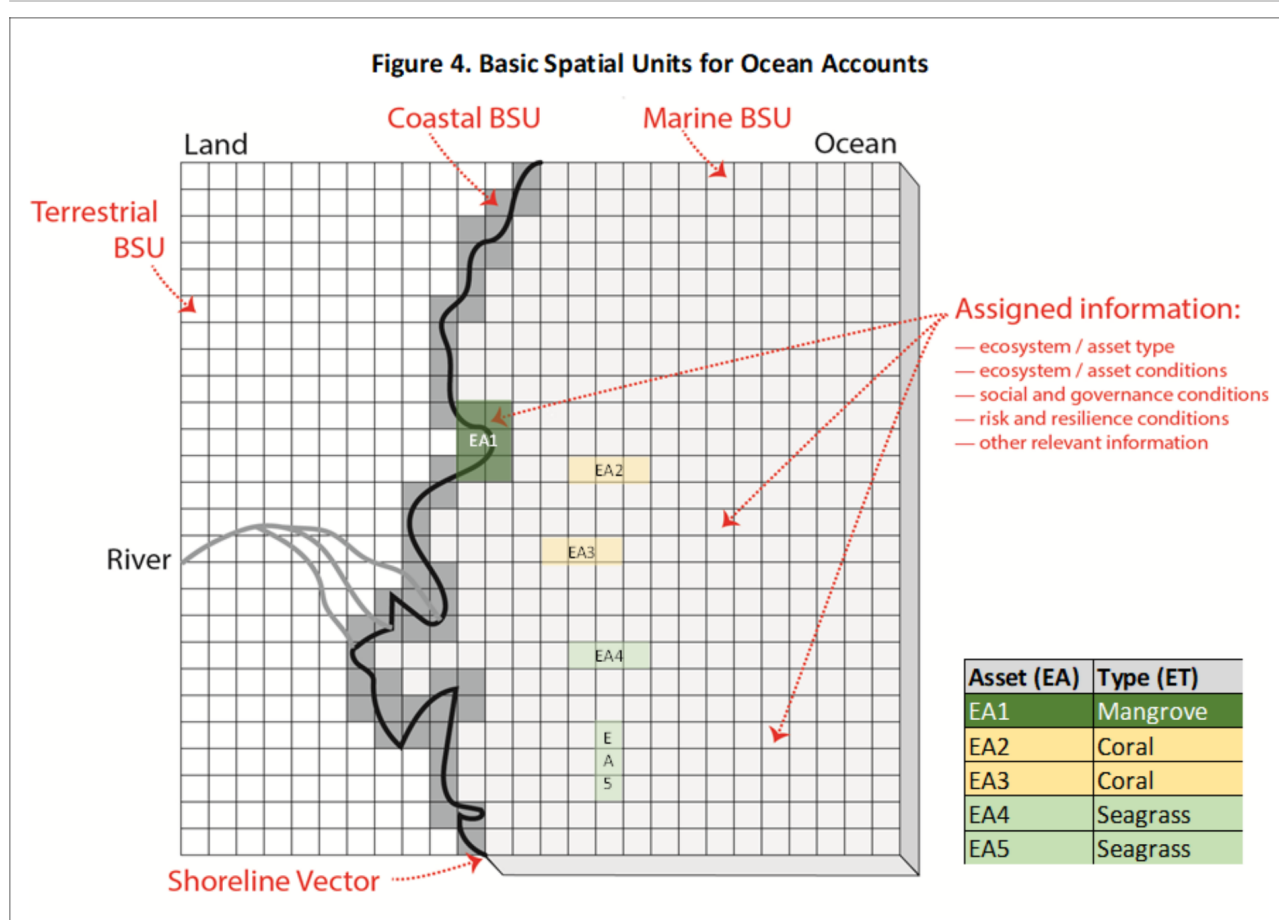 Figure 4. Basic Spatial Units for Ocean Accounts
Coastal BSU
Marine BSU
Land
Ocean
Terrestrial
BSU
Assigned information:
— ecosystem / asset type
— ecosystem / asset conditions
— social and governance conditions
— risk and resilience conditions
— other relevant information
EA1
EA2
EA3
River
EA4
E
A
5
Asset (EA) Type (ET)
EA1 Mangrove
EA2 Coral
EA3 Coral
EA4 Seagrass
EA5 Seagrass
Shoreline Vector